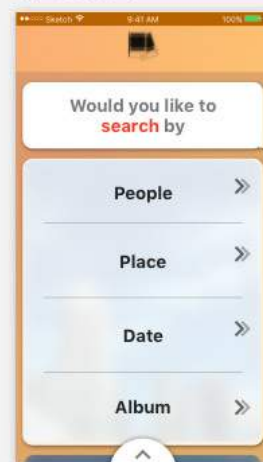 Sketch 9:41 AM 100%
Would you like to
search by
People
Place
Date
Album